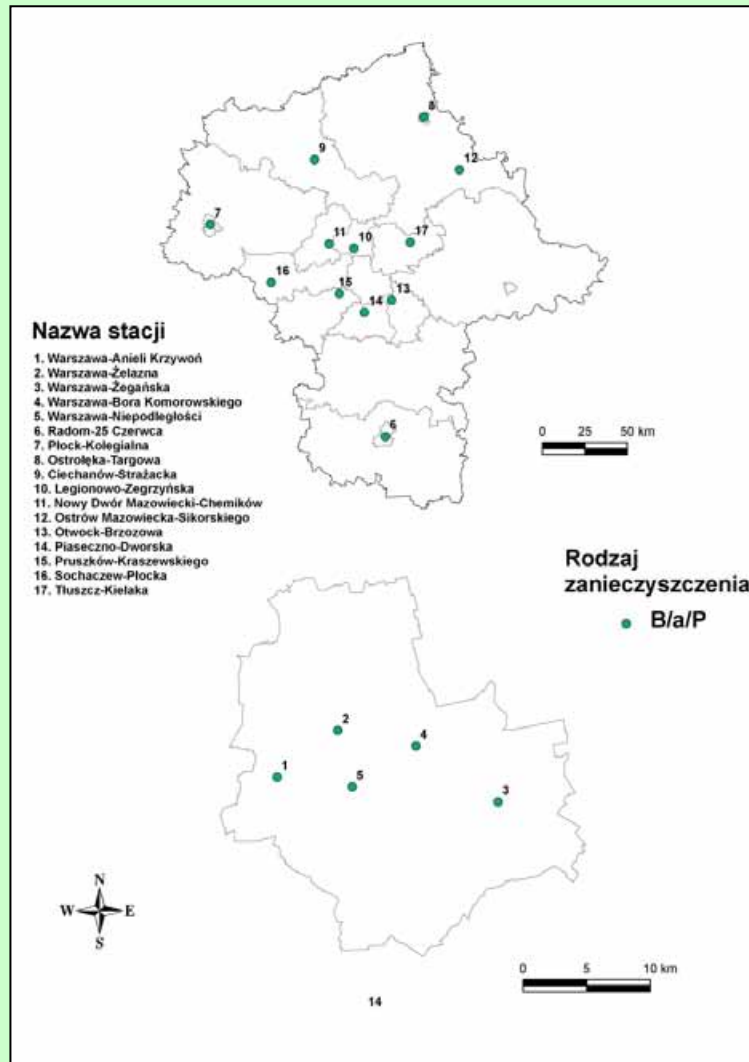 8
9
12
7
11
10
17
16
15
13
14
6
0 25 50 km
Nazwa stacji
1. Warszawa-Anieli Krzywoń
2. Warszawa-Żelazna
3. Warszawa-Żegańska
4. Warszawa-Bora Komorowskiego
5. Warszawa-Niepodległości
6. Radom-25 Czerwca
7. Płock-Kolegialna
8. Ostrołęka-Targowa
9. Ciechanów-Strażacka
10. Legionowo-Zegrzyńska
11. Nowy Dwór Mazowiecki-Chemików
12. Ostrów Mazowiecka-Sikorskiego
13. Otwock-Brzozowa
14. Piaseczno-Dworska
15. Pruszków-Kraszewskiego
16. Sochaczew-Płocka
17. Tłuszcz-Kielaka
Rodzaj
zanieczyszczenia
B/a/P
2
4
1
5
3
N
W E
S
0 5 10 km
14